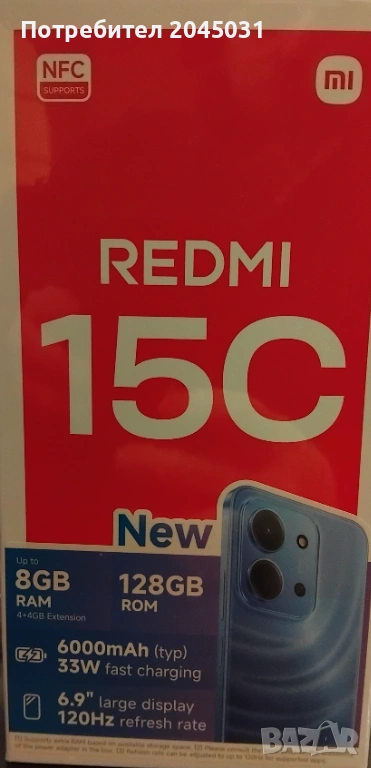 Потребител 2045031
NFC
SUPPORTS
mi
REDMI
15C
New
Up to
8GB
RAM
4+4GB Extension
128GB
ROM
6000mAh (typ)
33W fast charging
6.9" large display
120Hz refresh rate
BAZAR